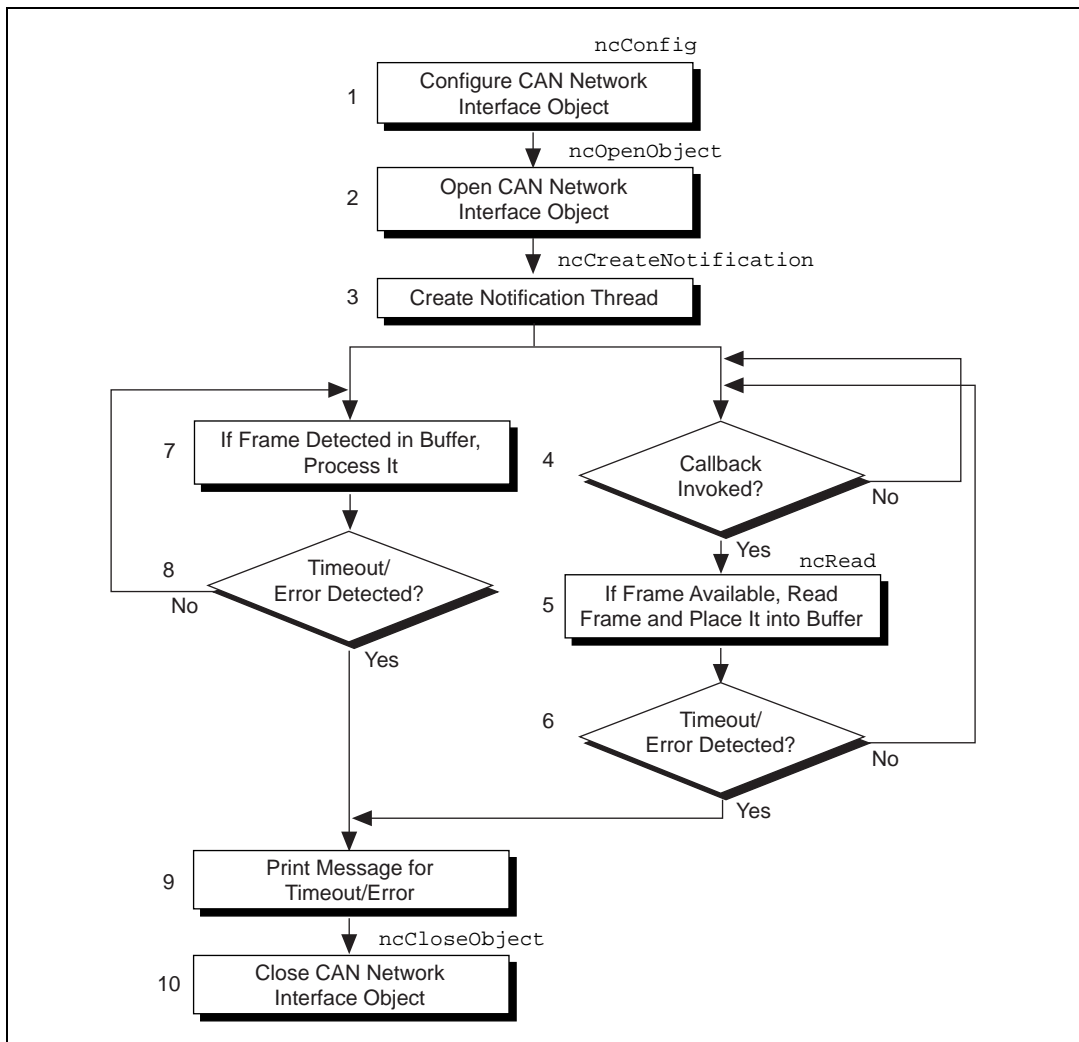 ncConfig
1
Configure CAN Network
Interface Object
ncOpenObject
2
Open CAN Network
Interface Object
ncCreateNotification
3
Create Notification Thread
7
If Frame Detected in Buffer,
Process It
4
Callback
Invoked?
No
Yes
8
Timeout/
Error Detected?
No
Yes
ncRead
5
If Frame Available, Read
Frame and Place It into Buffer
6
Timeout/
Error Detected?
No
Yes
9
Print Message for
Timeout/Error
ncCloseObject
10
Close CAN Network
Interface Object